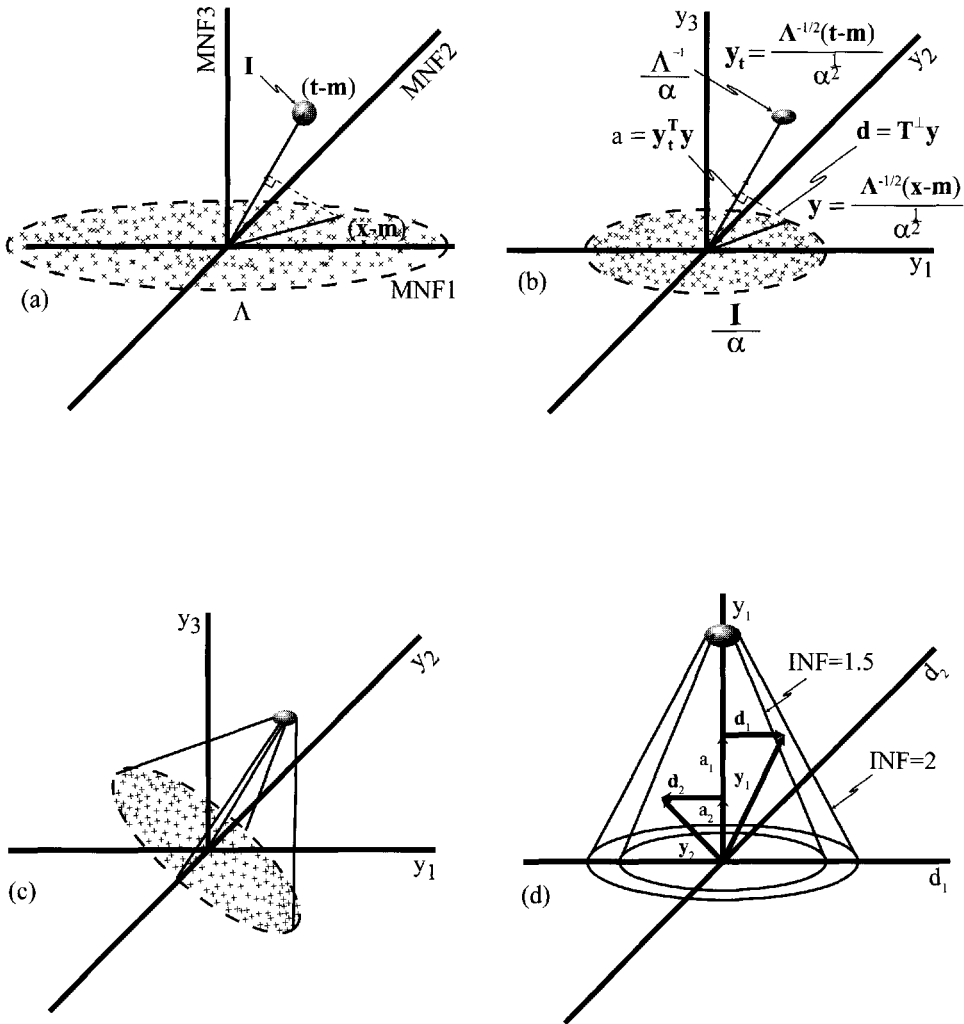 MNF3
MNF2
I
(t-m)
(x-m)
MNF1
Λ
(a)
y₃
y₂
Λ⁻¹/α
yₜ = Λ^(-1/2)(t-m)/α^(1/2)
a = yₜᵀy
d = T^⊥y
y = Λ^(-1/2)(x-m)/α^(1/2)
y₁
I/α
(b)
y₃
y₂
y₁
(c)
y₁
INF=1.5
d₂
INF=2
d₁
a₁
y₁
d₂
a₂
y₂
d₁
(d)